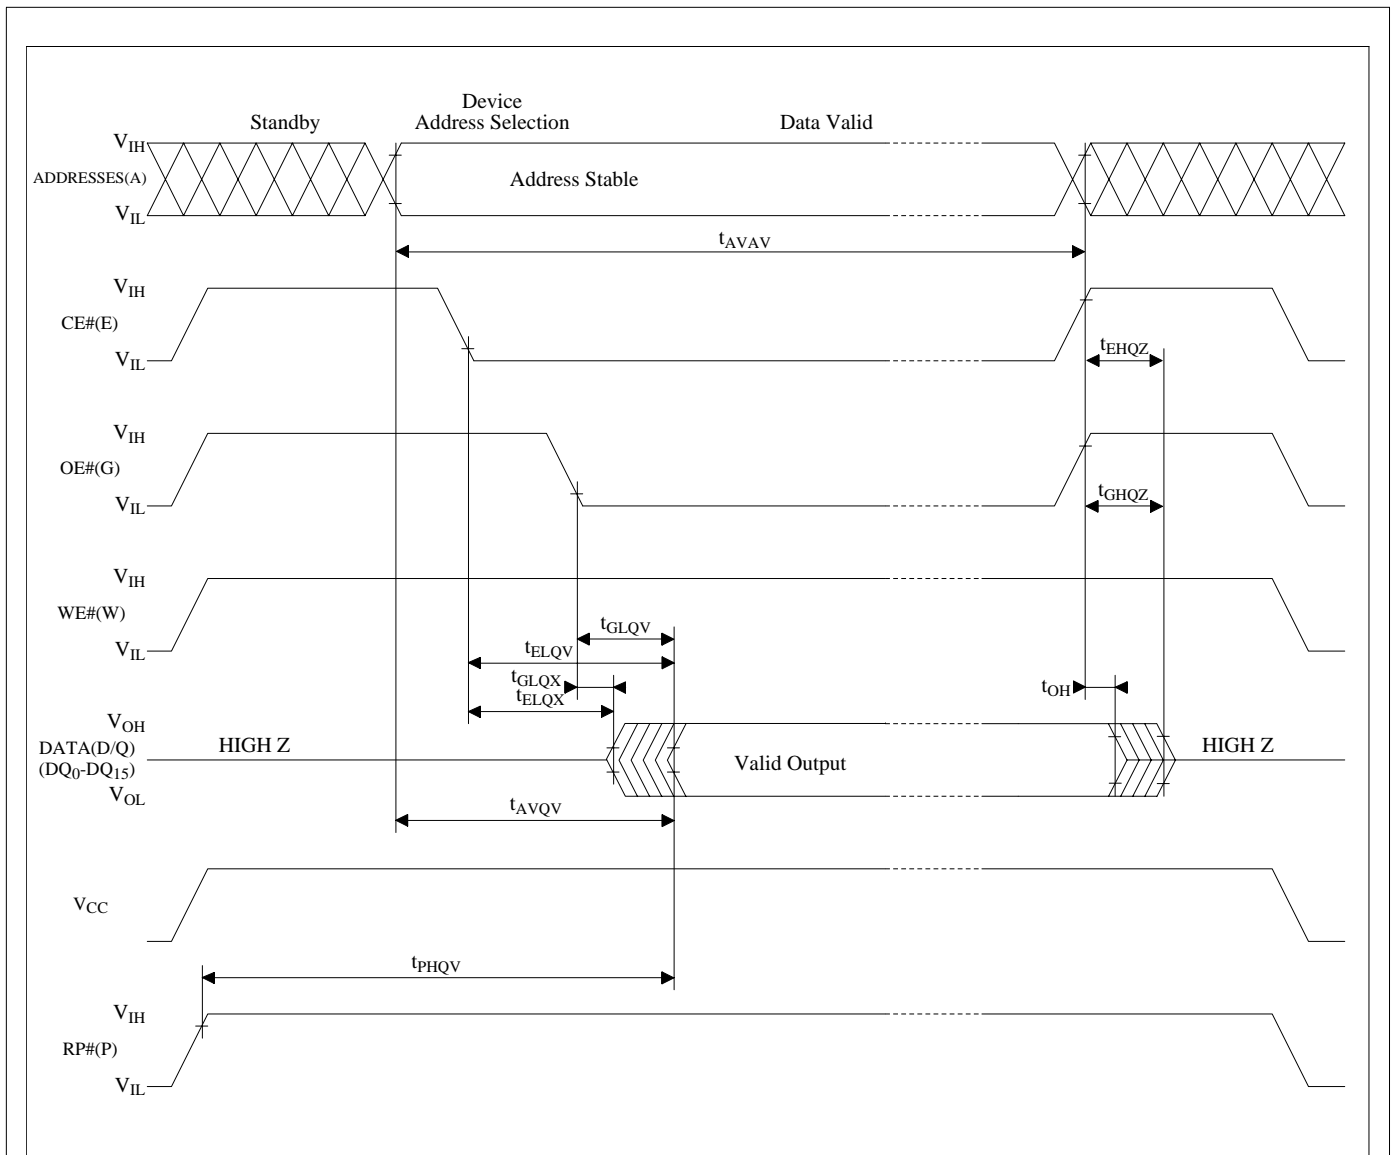 Device
Standby Address Selection Data Valid
VIH
ADDRESSES(A) Address Stable
VIL
tAVAV
VIH
CE#(E)
VIL
tEHQZ
VIH
OE#(G)
VIL
tGHQZ
VIH
WE#(W)
VIL
tGLQV
tELQV
tGLQX
tELQX
tOH
VOH
DATA(D/Q) HIGH Z Valid Output HIGH Z
(DQ0-DQ15)
VOL
tAVQV
VCC
tPHQV
VIH
RP#(P)
VIL